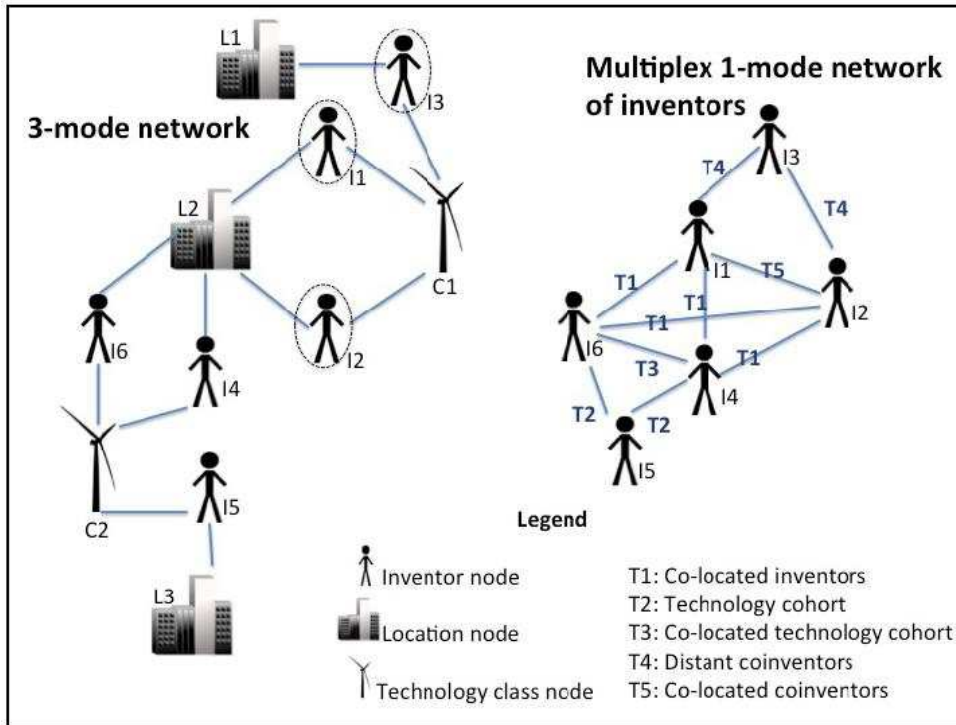 3-mode network
L1
I3
I1
L2
C1
I2
I6
I4
C2
I5
L3
Multiplex 1-mode network
of inventors
I3
T4
T4
I1
T5
I2
T1
T1
T1
I6
T3
T1
I4
T2
T2
I5
Legend
Inventor node
Location node
Technology class node
T1: Co-located inventors
T2: Technology cohort
T3: Co-located technology cohort
T4: Distant coinventors
T5: Co-located coinventors